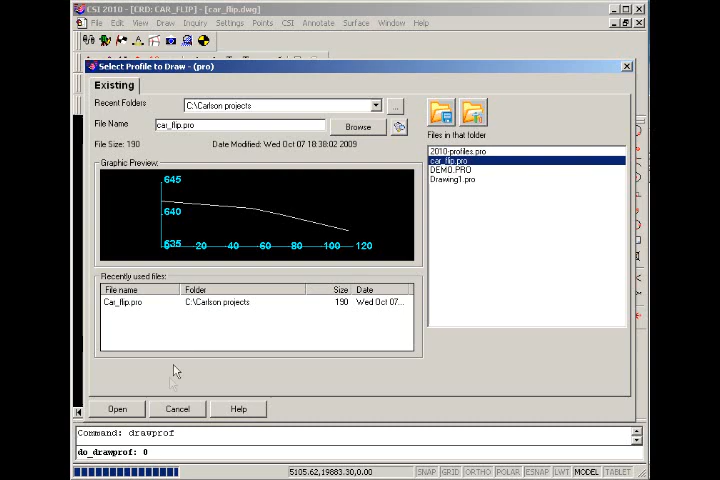 CSI 2010 - [CRD: CAR_FLIP] - [car_flip.dwg]
File Edit View Draw Inquiry Settings Points CSI Annotate Surface Window Help
Select Profile to Draw - (pro)
Existing
Recent Folders
C:\Carlson projects
...
File Name
car_flip.pro
Browse
File Size: 190
Date Modified: Wed Oct 07 18:38:02 2009
Graphic Preview:
645
640
635
0 20 40 60 80 100 120
Recently used files:
File name Folder Size Date
Car_flip.pro C:\Carlson projects 190 Wed Oct 07...
Files in that folder
2010-profiles.pro
car_flip.pro
DEMO.PRO
Drawing1.pro
Open Cancel Help
Command: drawprof
do_drawprof: 0
5105.62,19883.30,0.00 SNAP GRID ORTHO POLAR ESNAP LWT MODEL TABLET